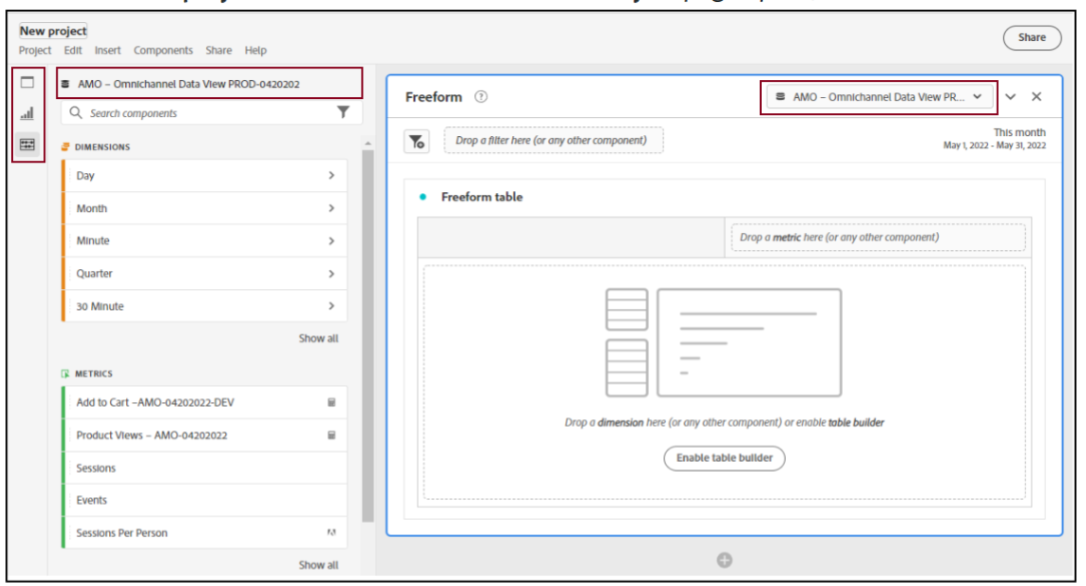 New project
Share
Project Edit Insert Components Share Help
AMO – Omnichannel Data View PROD-0420202
Search components
DIMENSIONS
Day
Month
Minute
Quarter
30 Minute
Show all
METRICS
Add to Cart –AMO-04202022-DEV
Product Views – AMO-04202022
Sessions
Events
Sessions Per Person
Show all
Freeform
AMO – Omnichannel Data View PR...
Drop a filter here (or any other component)
This month
May 1, 2022 - May 31, 2022
Freeform table
Drop a metric here (or any other component)
Drop a dimension here (or any other component) or enable table builder
Enable table builder